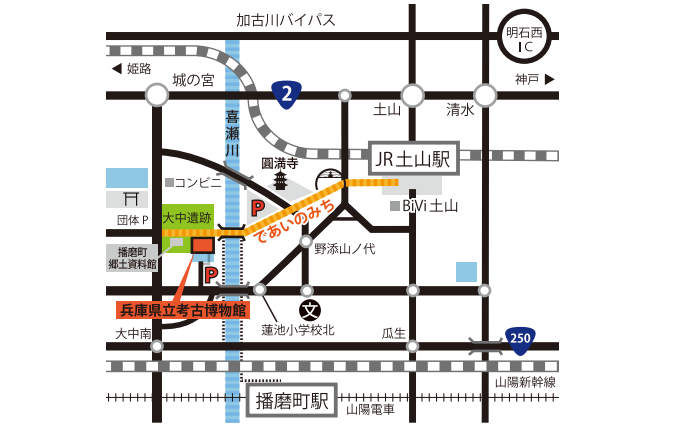 加古川バイパス
明石西
IC
姫路
神戸
城の宮
2
土山
清水
喜瀬川
JR土山駅
圓満寺
コンビニ
BiVi土山
P
であいのみち
団体P
大中遺跡
野添山ノ代
播磨町
郷土資料館
P
兵庫県立考古博物館
文
蓮池小学校北
大中南
瓜生
250
山陽新幹線
播磨町駅
山陽電車